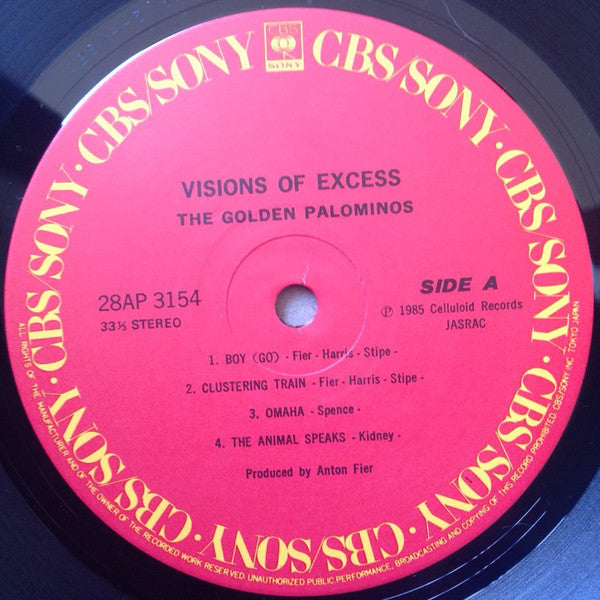 CBS
SONY
CBS/SONY · CBS/SONY · CBS/SONY · CBS/SONY · CBS/SONY · CBS/SONY · CBS/SONY · CBS/SONY
VISIONS OF EXCESS
THE GOLDEN PALOMINOS
28AP 3154
33⅓ STEREO
SIDE A
Ⓟ 1985 Celluloid Records
JASRAC
1. BOY (GO) - Fier - Harris - Stipe -
2. CLUSTERING TRAIN - Fier - Harris - Stipe -
3. OMAHA - Spence -
4. THE ANIMAL SPEAKS - Kidney -
Produced by Anton Fier
ALL RIGHTS OF THE MANUFACTURER AND OF THE OWNER OF THE RECORDED WORK RESERVED. UNAUTHORIZED PUBLIC PERFORMANCE, BROADCASTING AND COPYING OF THIS RECORD PROHIBITED. CBS/SONY INC. TOKYO JAPAN